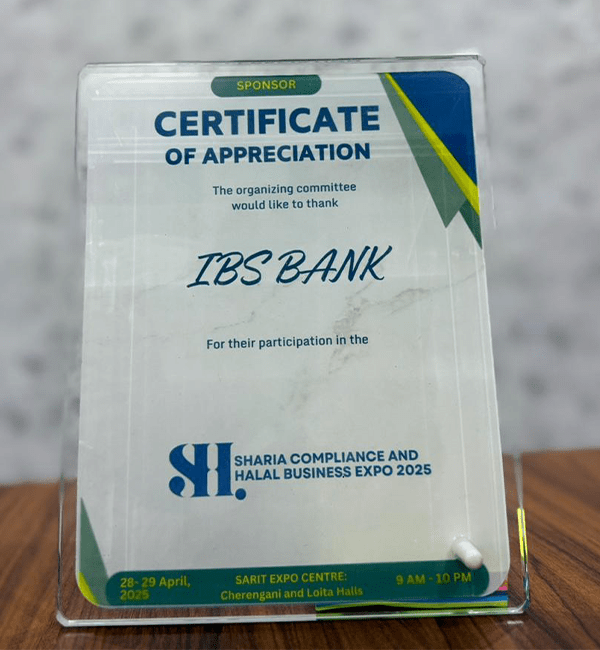 SPONSOR
CERTIFICATE
OF APPRECIATION
The organizing committee
would like to thank
IBS BANK
For their participation in the
SH.
SHARIA COMPLIANCE AND
HALAL BUSINESS EXPO 2025
28- 29 April,
2025
SARIT EXPO CENTRE:
Cherengani and Loita Halls
9 AM - 10 PM